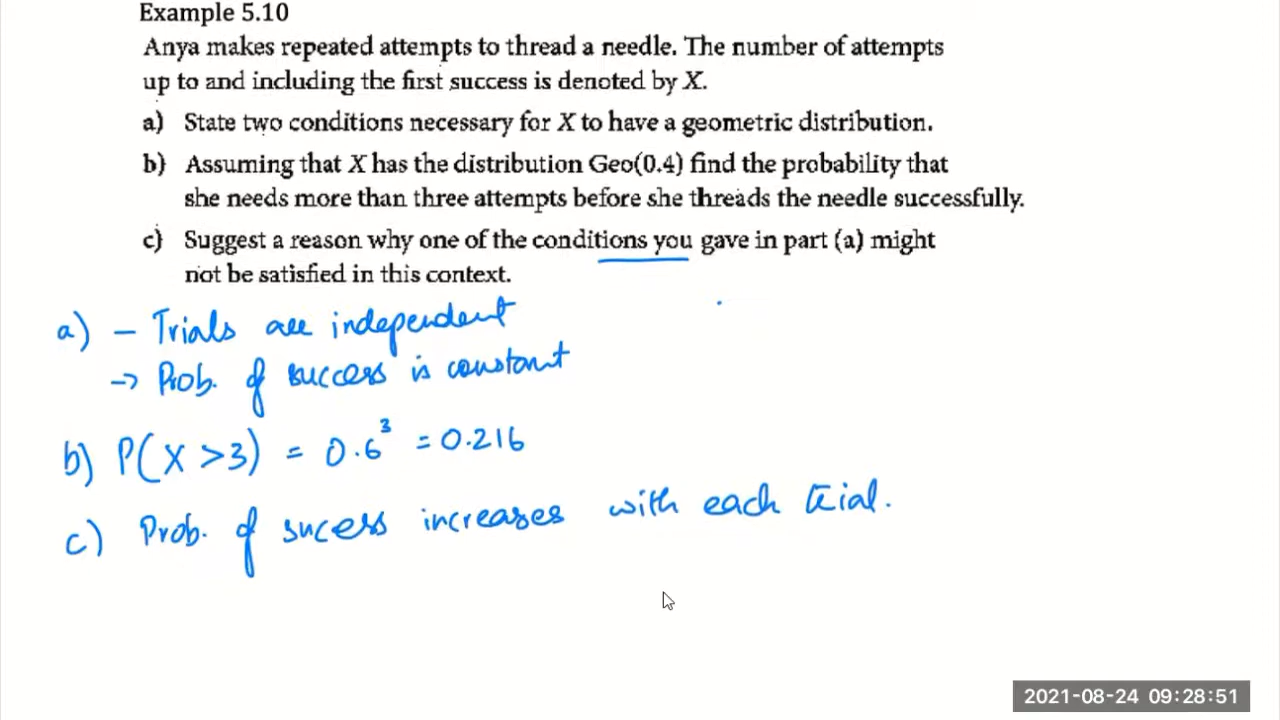 Example 5.10
Anya makes repeated attempts to thread a needle. The number of attempts
up to and including the first success is denoted by X.
a) State two conditions necessary for X to have a geometric distribution.
b) Assuming that X has the distribution Geo(0.4) find the probability that
she needs more than three attempts before she threads the needle successfully.
c) Suggest a reason why one of the conditions you gave in part (a) might
not be satisfied in this context.
a) – Trials are independent
→ Prob. of success is constant
b) P(X >3) = 0.6³ = 0.216
c) Prob. of sucess increases with each trial.
2021-08-24 09:28:51